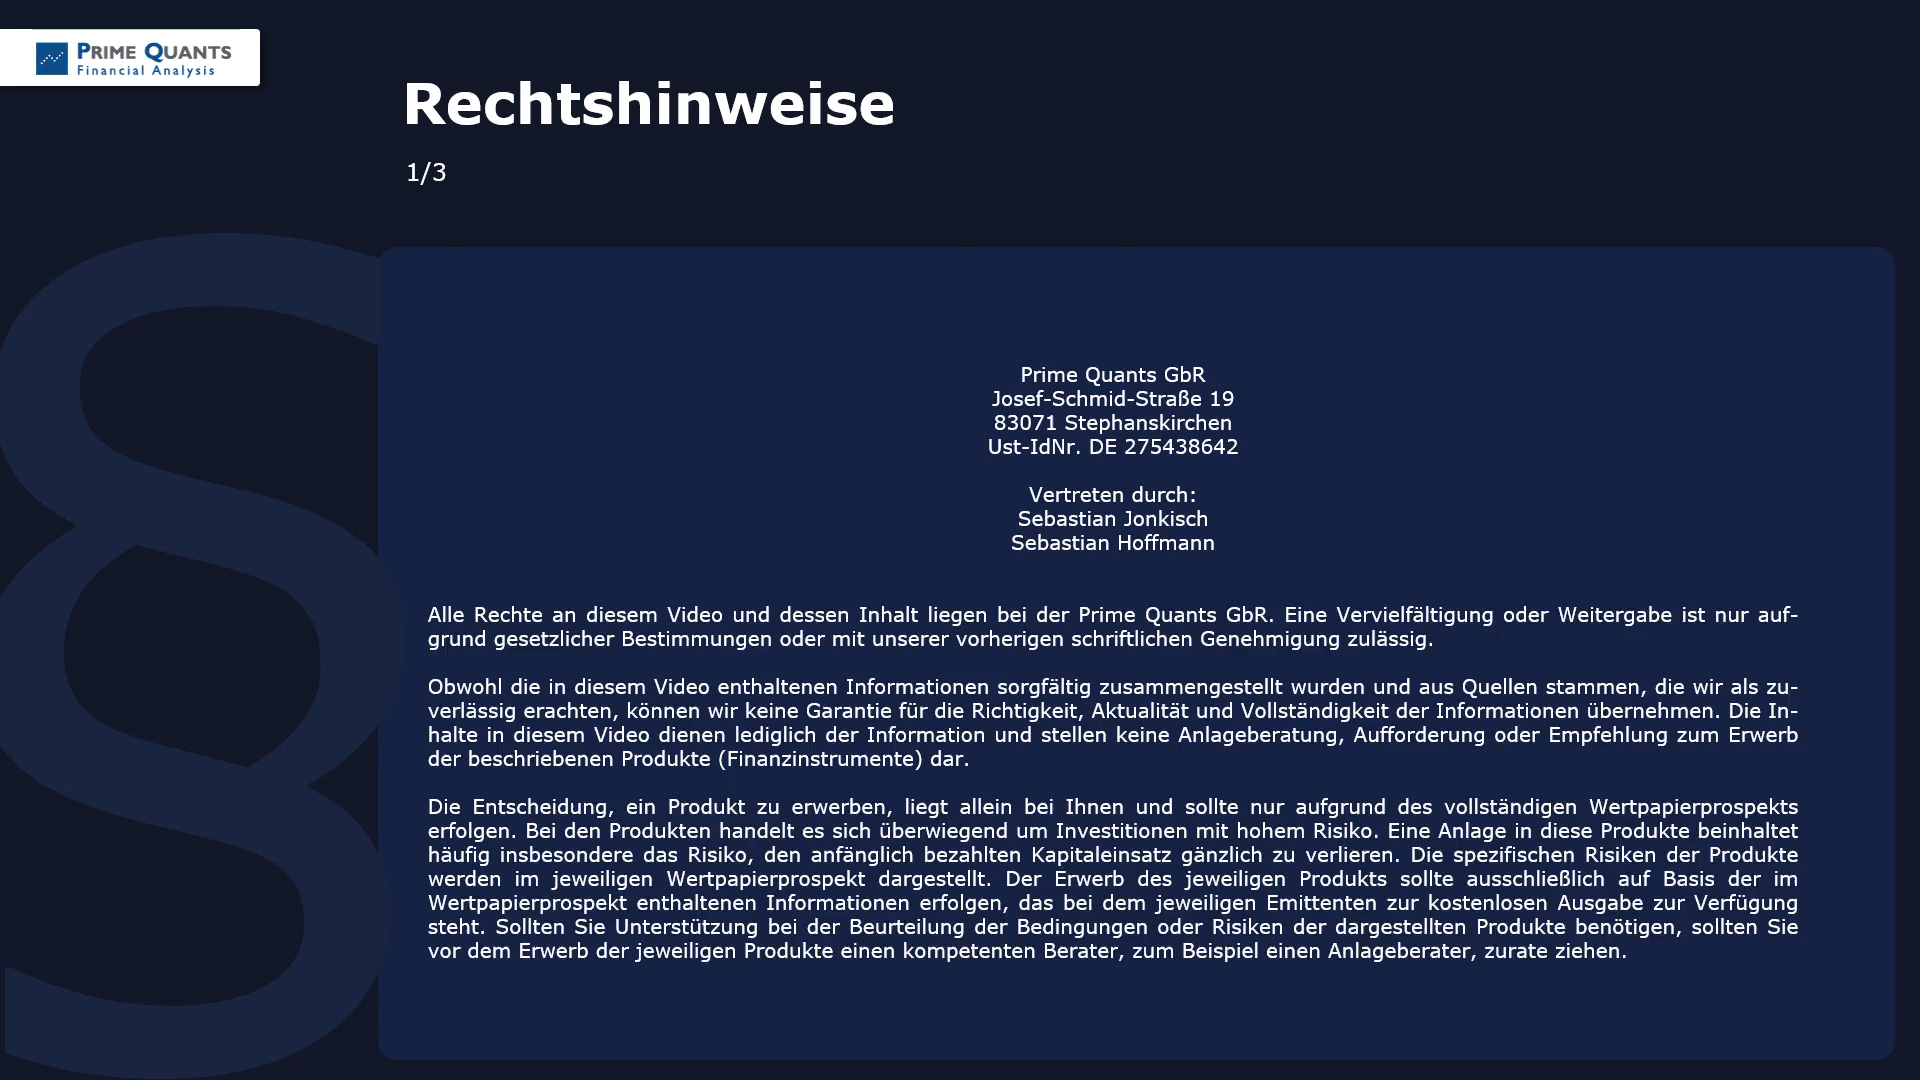 PRIME QUANTS
Financial Analysis
Rechtshinweise
1/3
Prime Quants GbR
Josef-Schmid-Straße 19
83071 Stephanskirchen
Ust-IdNr. DE 275438642
Vertreten durch:
Sebastian Jonkisch
Sebastian Hoffmann
Alle Rechte an diesem Video und dessen Inhalt liegen bei der Prime Quants GbR. Eine Vervielfältigung oder Weitergabe ist nur auf-
grund gesetzlicher Bestimmungen oder mit unserer vorherigen schriftlichen Genehmigung zulässig.
Obwohl die in diesem Video enthaltenen Informationen sorgfältig zusammengestellt wurden und aus Quellen stammen, die wir als zu-
verlässig erachten, können wir keine Garantie für die Richtigkeit, Aktualität und Vollständigkeit der Informationen übernehmen. Die In-
halte in diesem Video dienen lediglich der Information und stellen keine Anlageberatung, Aufforderung oder Empfehlung zum Erwerb
der beschriebenen Produkte (Finanzinstrumente) dar.
Die Entscheidung, ein Produkt zu erwerben, liegt allein bei Ihnen und sollte nur aufgrund des vollständigen Wertpapierprospekts
erfolgen. Bei den Produkten handelt es sich überwiegend um Investitionen mit hohem Risiko. Eine Anlage in diese Produkte beinhaltet
häufig insbesondere das Risiko, den anfänglich bezahlten Kapitaleinsatz gänzlich zu verlieren. Die spezifischen Risiken der Produkte
werden im jeweiligen Wertpapierprospekt dargestellt. Der Erwerb des jeweiligen Produkts sollte ausschließlich auf Basis der im
Wertpapierprospekt enthaltenen Informationen erfolgen, das bei dem jeweiligen Emittenten zur kostenlosen Ausgabe zur Verfügung
steht. Sollten Sie Unterstützung bei der Beurteilung der Bedingungen oder Risiken der dargestellten Produkte benötigen, sollten Sie
vor dem Erwerb der jeweiligen Produkte einen kompetenten Berater, zum Beispiel einen Anlageberater, zurate ziehen.
§